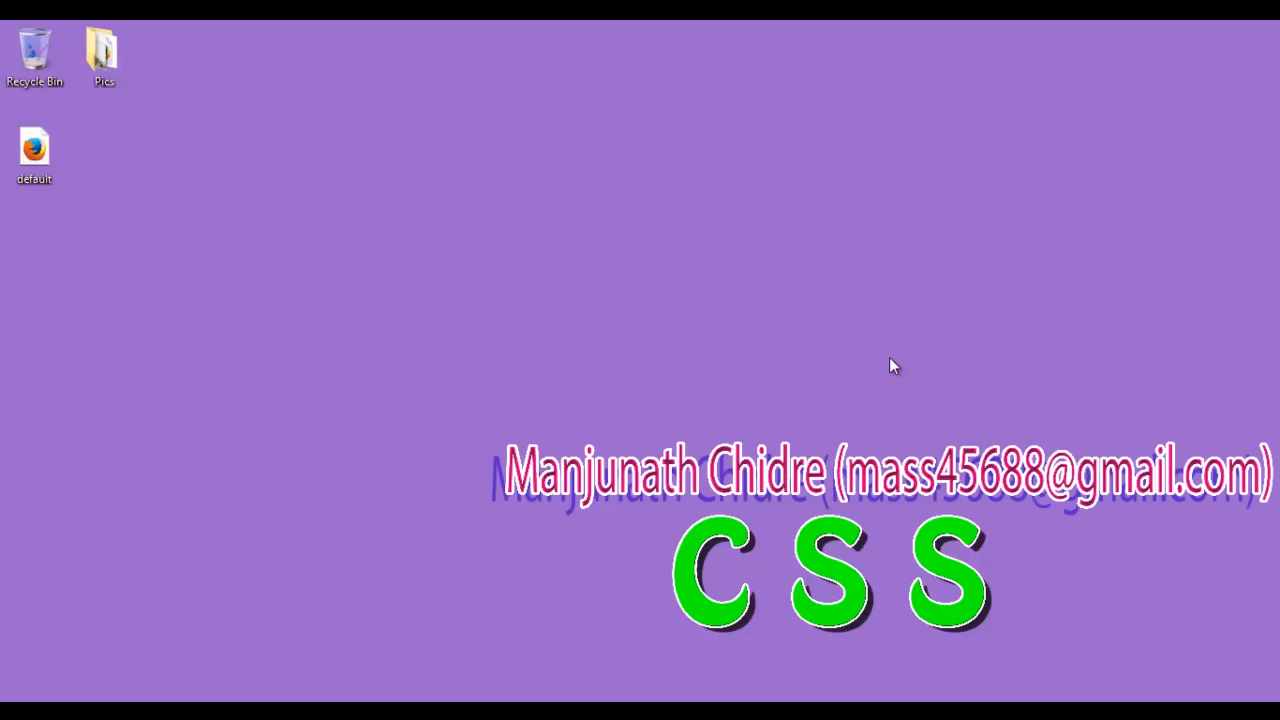 Recycle Bin
Pics
default
Manjunath Chidre (mass45688@gmail.com)
C S S